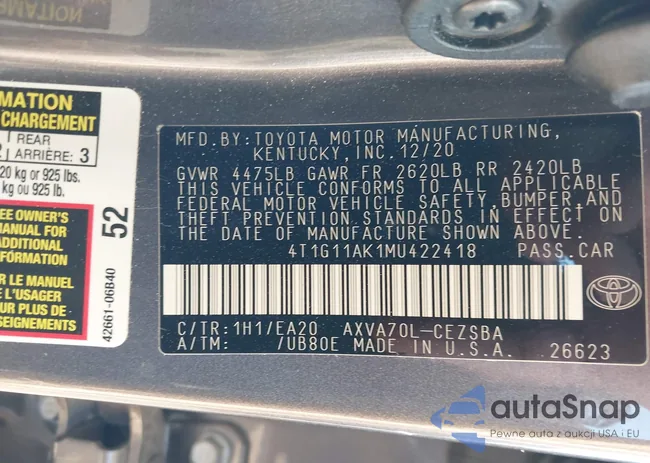 MATION
CHARGEMENT
REAR
ARRIÈRE: 3
20 kg or 925 lbs.
kg ou 925 lb.
EE OWNER'S
MANUAL FOR
ADDITIONAL
FORMATION
IR LE MANUEL
E L'USAGER
OUR PLUS DE
52
42661-06B40
MFD. BY: TOYOTA MOTOR MANUFACTURING,
KENTUCKY, INC. 12/20
GVWR 4475LB GAWR FR 2620LB RR 2420LB
THIS VEHICLE CONFORMS TO ALL APPLICABLE
FEDERAL MOTOR VEHICLE SAFETY, BUMPER, AND
THEFT PREVENTION STANDARDS IN EFFECT ON
THE DATE OF MANUFACTURE SHOWN ABOVE.
4T1G11AK1MU422418 PASS. CAR
C/TR: 1H1/EA20 AXVA70L-CEZSBA
A/TM: /UB80E MADE IN U.S.A. 26623
autaSnap
Pewne auta z aukcji USA i EU